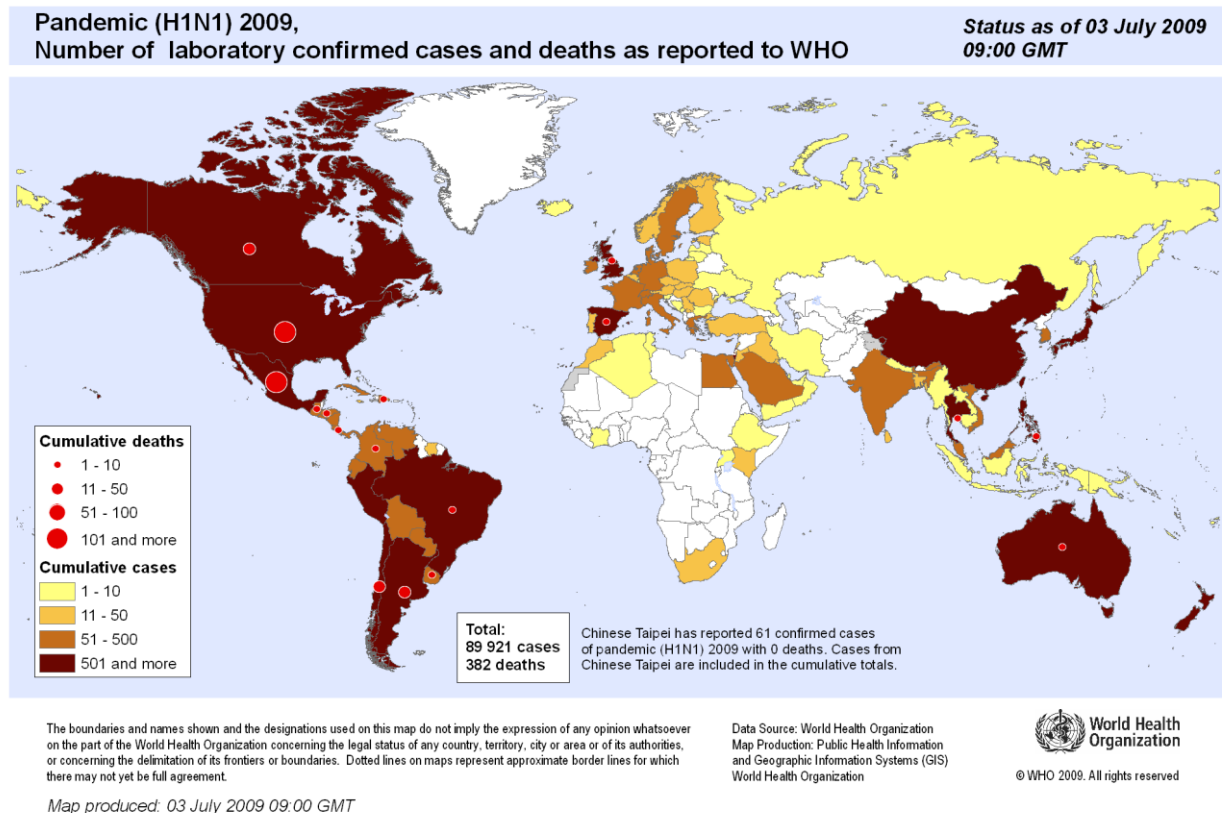 Pandemic (H1N1) 2009,
Number of laboratory confirmed cases and deaths as reported to WHO
Status as of 03 July 2009
09:00 GMT
Cumulative deaths
1 - 10
11 - 50
51 - 100
101 and more
Cumulative cases
1 - 10
11 - 50
51 - 500
501 and more
Total:
89 921 cases
382 deaths
Chinese Taipei has reported 61 confirmed cases
of pandemic (H1N1) 2009 with 0 deaths. Cases from
Chinese Taipei are included in the cumulative totals.
The boundaries and names shown and the designations used on this map do not imply the expression of any opinion whatsoever
on the part of the World Health Organization concerning the legal status of any country, territory, city or area or of its authorities,
or concerning the delimitation of its frontiers or boundaries. Dotted lines on maps represent approximate border lines for which
there may not yet be full agreement.
Map produced: 03 July 2009 09:00 GMT
Data Source: World Health Organization
Map Production: Public Health Information
and Geographic Information Systems (GIS)
World Health Organization
World Health
Organization
© WHO 2009. All rights reserved